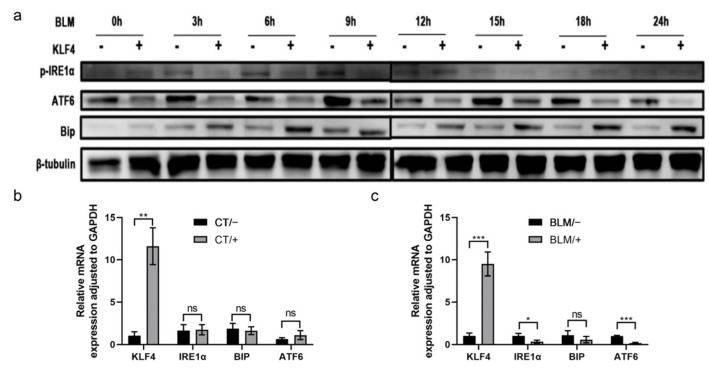 a
BLM 0h 3h 6h 9h 12h 15h 18h 24h
KLF4 - + - + - + - + - + - + - + - +
p-IRE1α
ATF6
Bip
β-tubulin
b
Relative mRNA
expression adjusted to GAPDH
15
10
5
0
CT/−
CT/+
**
ns
ns
ns
KLF4 IRE1α BIP ATF6
c
Relative mRNA
expression adjusted to GAPDH
15
10
5
0
BLM/−
BLM/+
***
*
ns
***
KLF4 IRE1α BIP ATF6